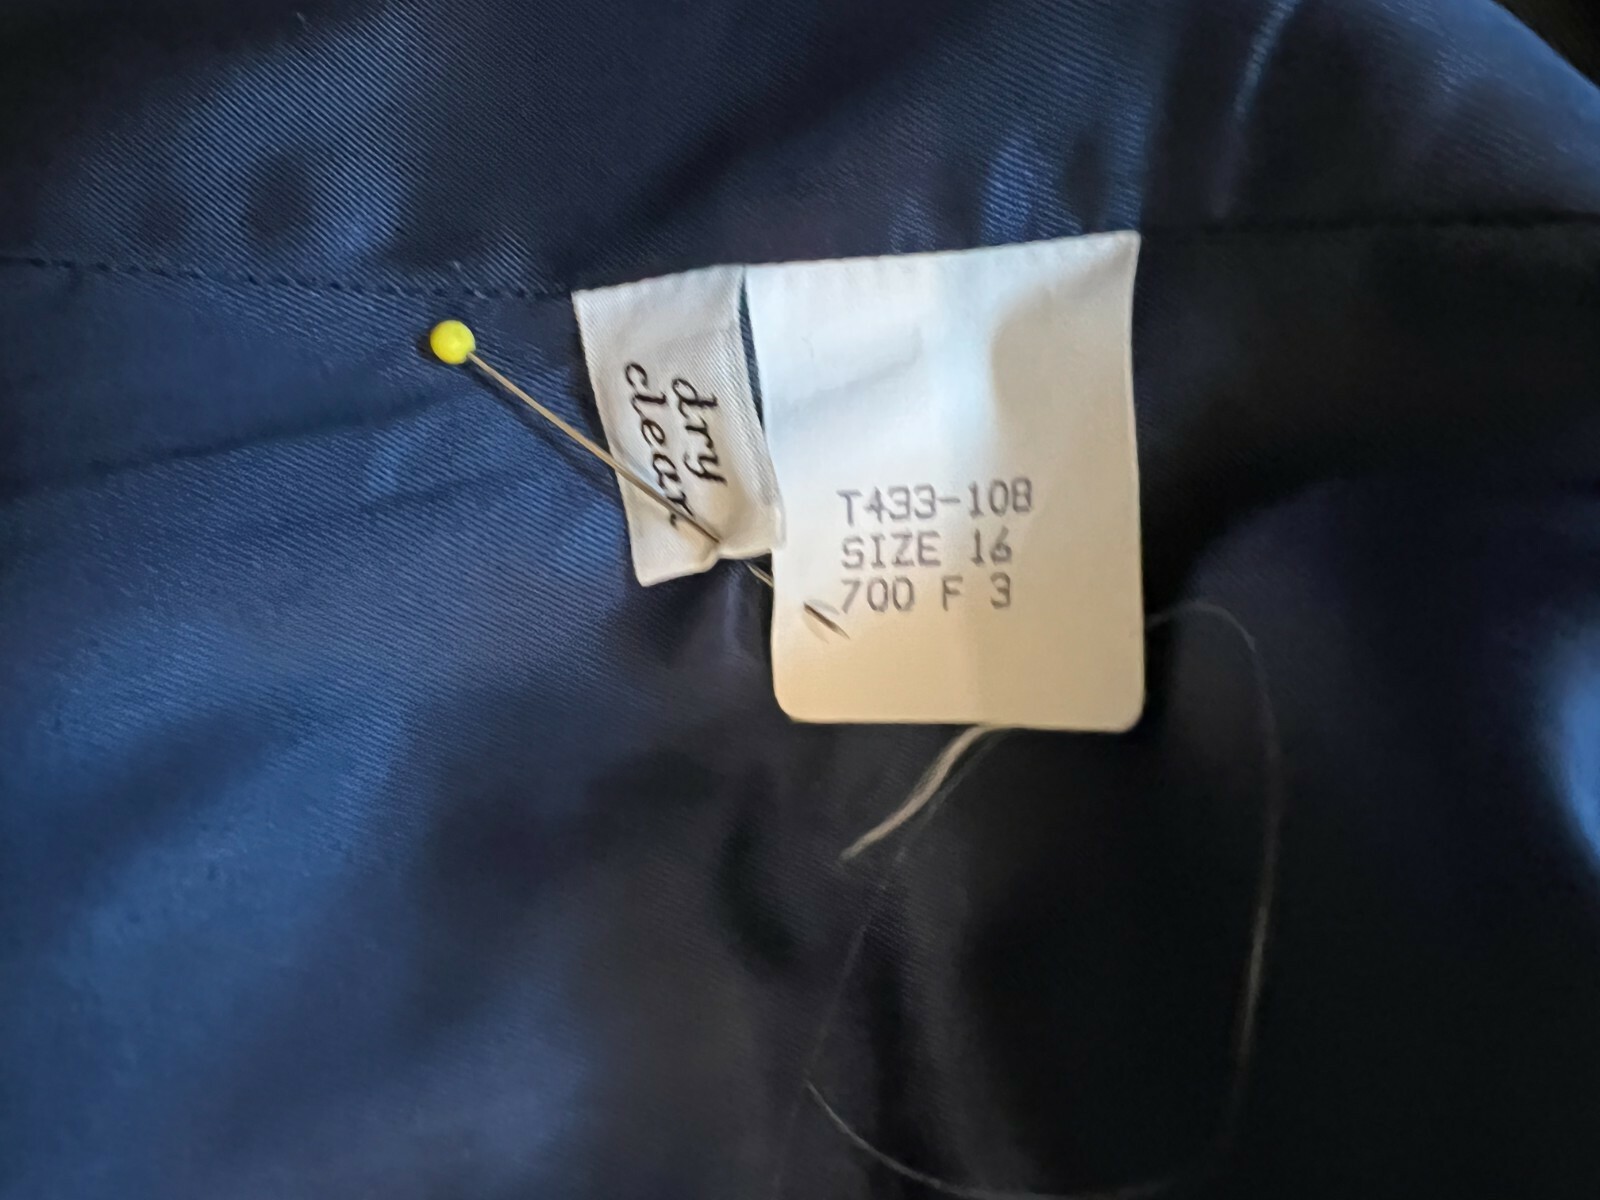 dry
clean
T433-108
SIZE 16
700 F 3